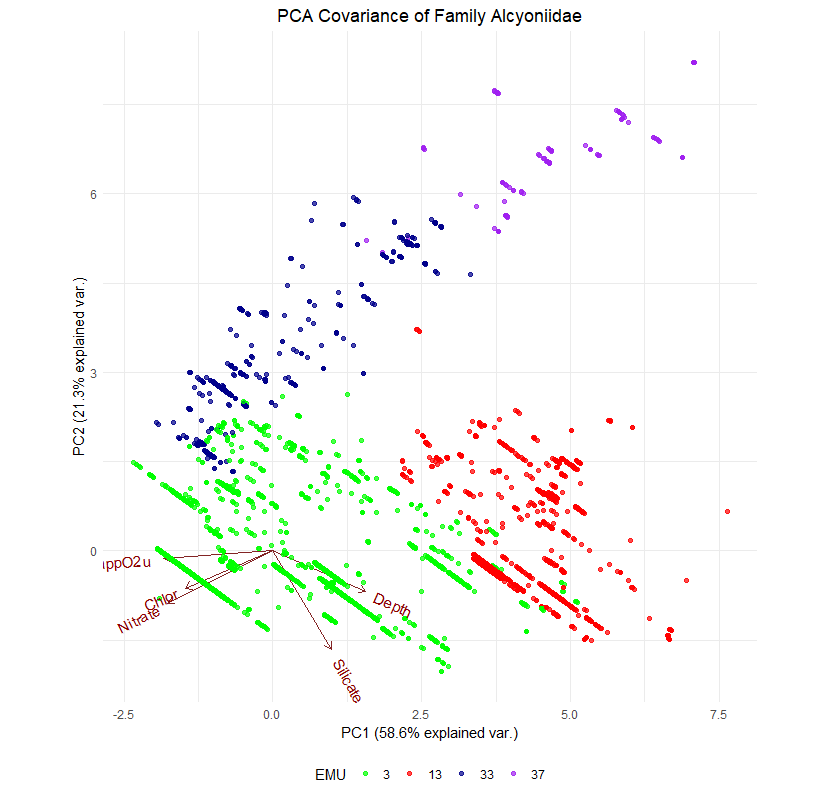 PCA Covariance of Family Alcyoniidae
PC2 (21.3% explained var.)
6
3
0
appO2u
Chlor
Nitrate
Depth
Silicate
-2.5 0.0 2.5 5.0 7.5
PC1 (58.6% explained var.)
EMU 3 13 33 37